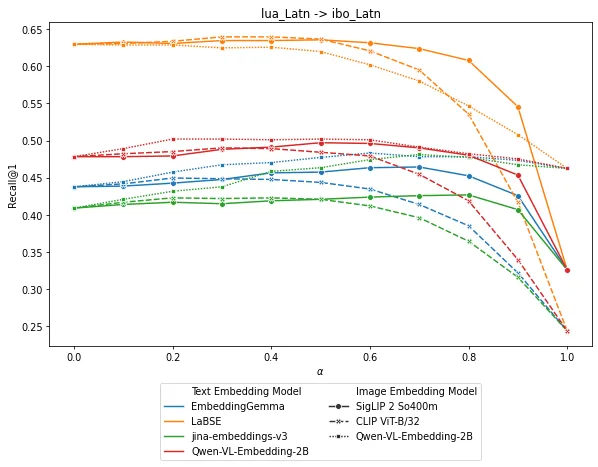 lua_Latn -> ibo_Latn
Recall@1
0.65
0.60
0.55
0.50
0.45
0.40
0.35
0.30
0.25
0.0
0.2
0.4
0.6
0.8
1.0
α
Text Embedding Model
EmbeddingGemma
LaBSE
jina-embeddings-v3
Qwen-VL-Embedding-2B
Image Embedding Model
SigLIP 2 So400m
CLIP ViT-B/32
Qwen-VL-Embedding-2B